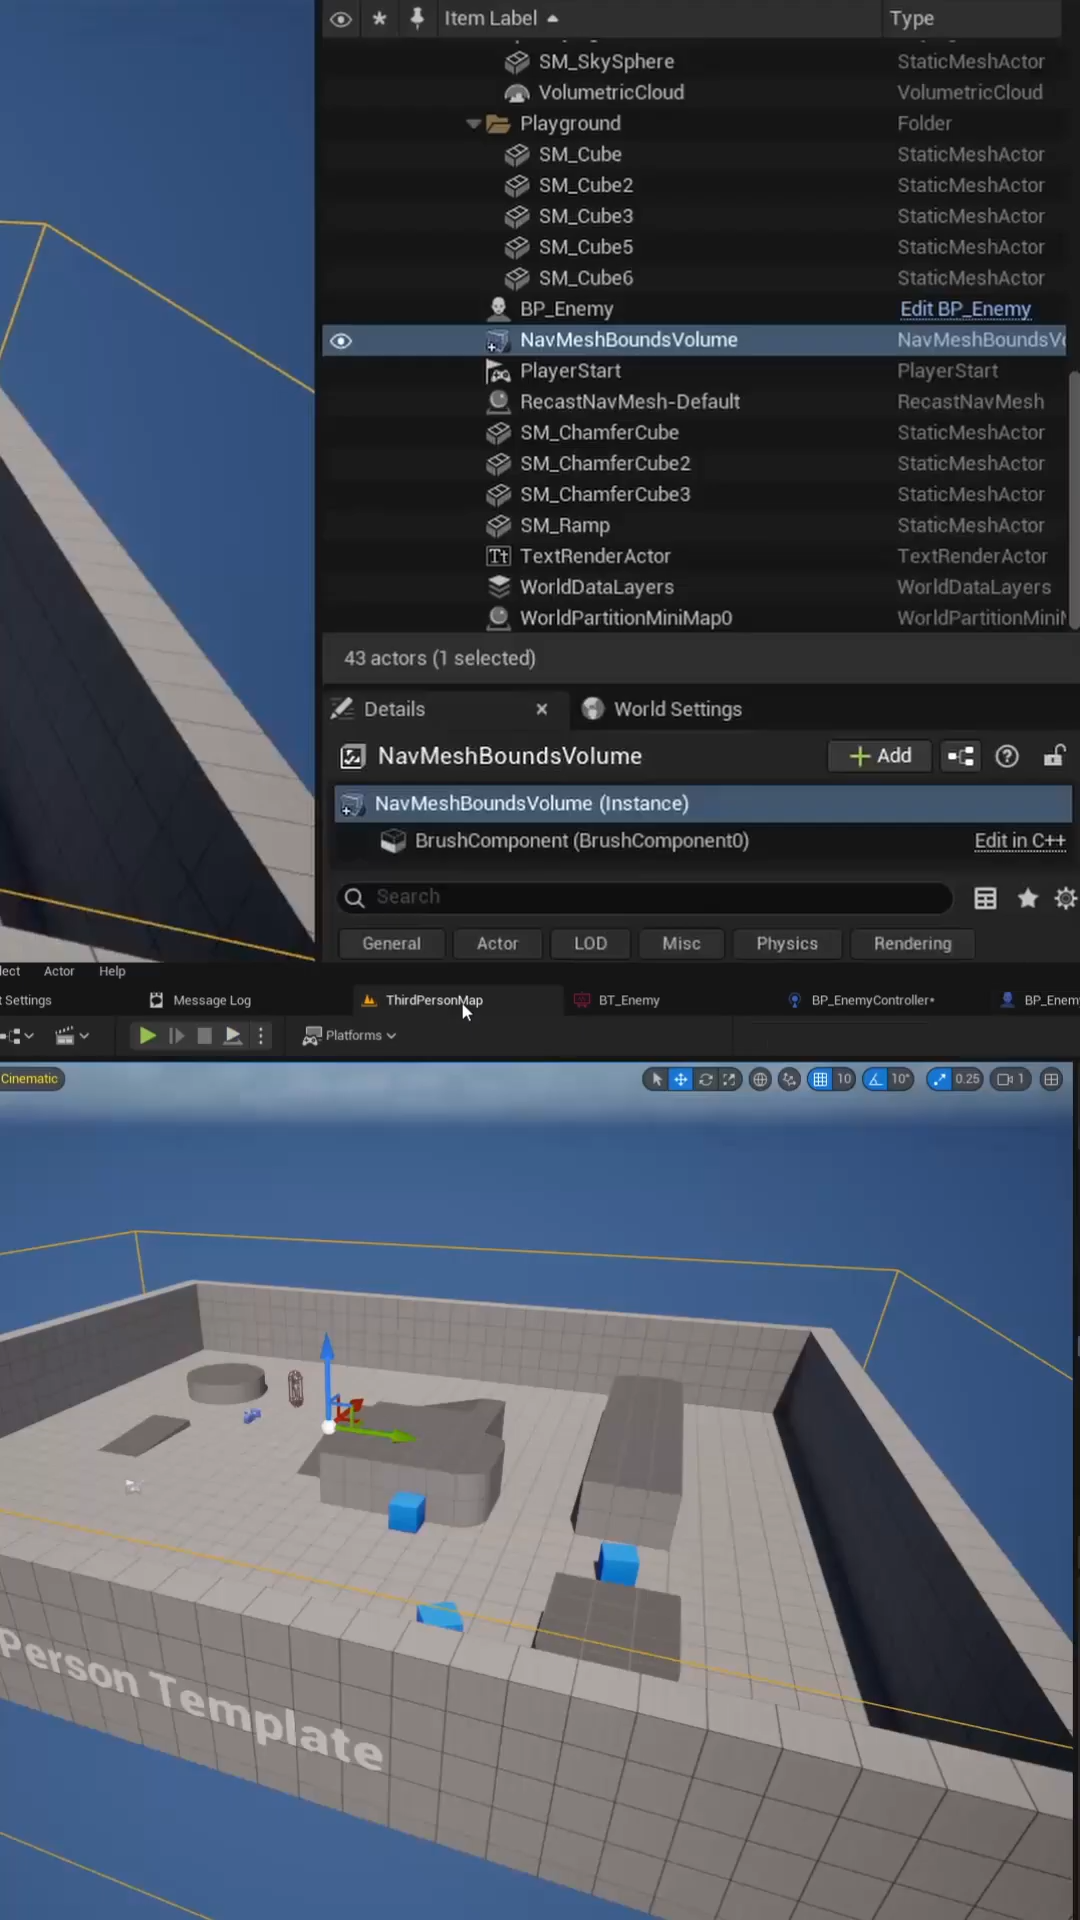 Item Label Type
SM_SkySphere StaticMeshActor
VolumetricCloud VolumetricCloud
Playground Folder
SM_Cube StaticMeshActor
SM_Cube2 StaticMeshActor
SM_Cube3 StaticMeshActor
SM_Cube5 StaticMeshActor
SM_Cube6 StaticMeshActor
BP_Enemy Edit BP_Enemy
NavMeshBoundsVolume NavMeshBoundsVo
PlayerStart PlayerStart
RecastNavMesh-Default RecastNavMesh
SM_ChamferCube StaticMeshActor
SM_ChamferCube2 StaticMeshActor
SM_ChamferCube3 StaticMeshActor
SM_Ramp StaticMeshActor
Tt TextRenderActor TextRenderActor
WorldDataLayers WorldDataLayers
WorldPartitionMiniMap0 WorldPartitionMini
43 actors (1 selected)
Details World Settings
NavMeshBoundsVolume + Add
NavMeshBoundsVolume (Instance)
BrushComponent (BrushComponent0) Edit in C++
Search
General Actor LOD Misc Physics Rendering
lect Actor Help
t Settings Message Log ThirdPersonMap BT_Enemy BP_EnemyController* BP_Enem
Platforms
Cinematic 10 10° 0.25 1
Person Template